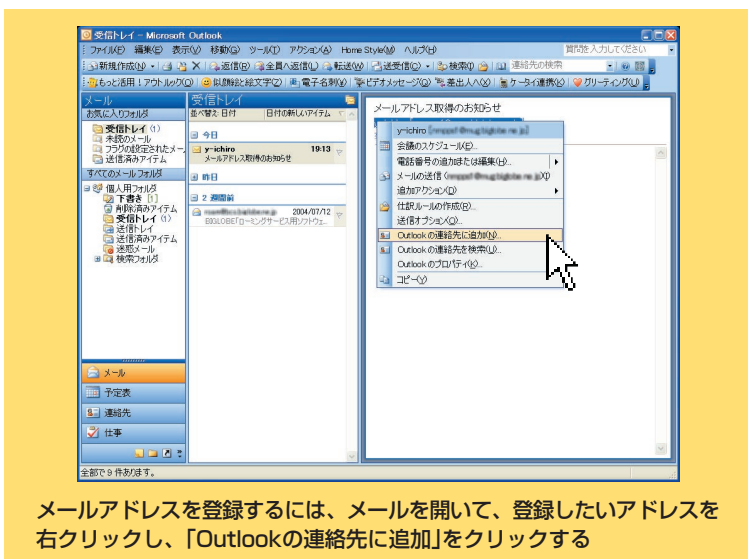 受信トレイ - Microsoft Outlook
ファイル(F) 編集(E) 表示(V) 移動(G) ツール(T) アクション(A) Home Style(M) ヘルプ(H) 質問を入力してください
新規作成(N) 返信(R) 全員へ返信(L) 転送(W) 送受信(C) 検索(I) 連絡先の検索
もっと活用!アウトルック(O) 似顔絵と絵文字(Z) 電子名刺(Y) ビデオメッセージ(Q) 差出人へ(X) ケータイ連携(K) グリーティング(U)
メール
お気に入りフォルダ
受信トレイ (1)
未読のメール
フラグの設定されたメー
送信済みアイテム
すべてのメール フォルダ
個人用フォルダ
下書き [1]
削除済みアイテム
受信トレイ (1)
送信トレイ
送信済みアイテム
迷惑メール
検索フォルダ
メール
予定表
連絡先
仕事
全部で 9 件あります。
受信トレイ
並べ替え: 日付 日付の新しいアイテム
今日
y-ichiro 19:13
メールアドレス取得のお知らせ
昨日
2 週間前
2004/07/12
BIGLOBE「ローミングサービス用ソフトウェ...
メールアドレス取得のお知らせ
y-ichiro
会議のスケジュール(E)...
電話番号の追加または編集(H)...
メールの送信
追加アクション(D)
仕訳ルールの作成(R)...
送信オプション(O)...
Outlook の連絡先に追加(N)...
Outlook の連絡先を検索(U)...
Outlook のプロパティ(K)...
コピー(Y)
メールアドレスを登録するには、メールを開いて、登録したいアドレスを
右クリックし、「Outlookの連絡先に追加」をクリックする